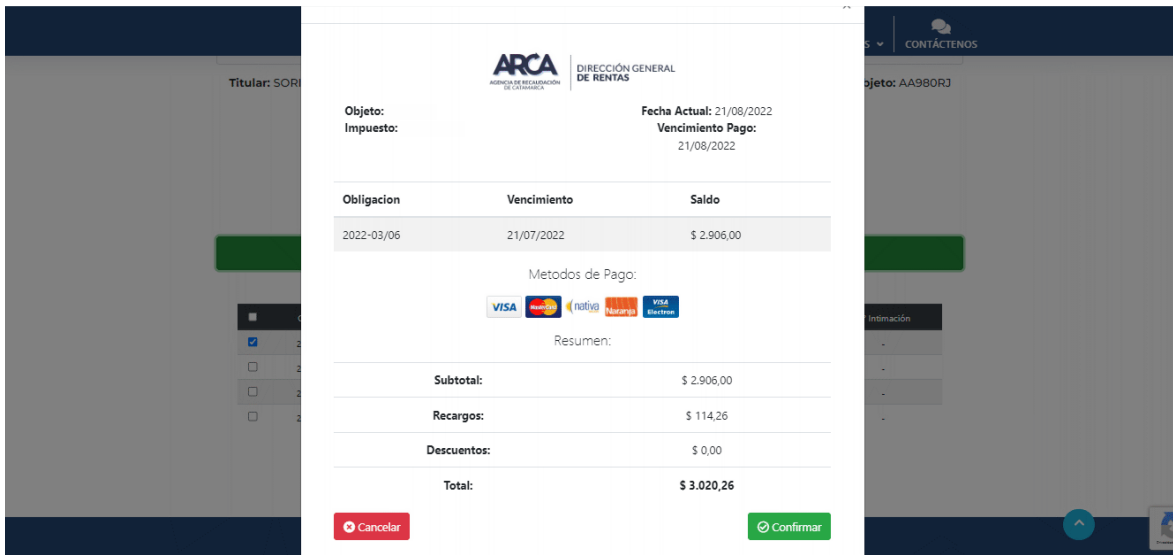 CONTÁCTENOS
Titular:
Objeto: AA980RJ
ARCA
AGENCIA DE RECAUDACIÓN
DE CATAMARCA
DIRECCIÓN GENERAL
DE RENTAS
Objeto:
Fecha Actual: 21/08/2022
Impuesto:
Vencimiento Pago:
21/08/2022
Obligacion Vencimiento Saldo
2022-03/06 21/07/2022 $ 2.906,00
Metodos de Pago:
VISA MasterCard nativa Naranja VISA Electron
Intimación
Resumen:
Subtotal: $ 2.906,00
Recargos: $ 114,26
Descuentos: $ 0,00
Total: $ 3.020,26
Cancelar Confirmar